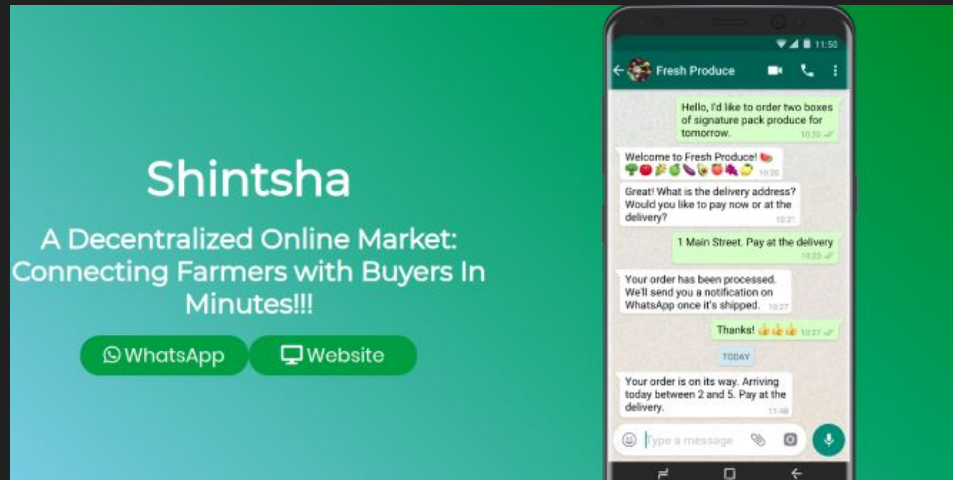 Shintsha
A Decentralized Online Market:
Connecting Farmers with Buyers In
Minutes!!!
WhatsApp
Website
11:50
Fresh Produce
Hello, I'd like to order two boxes
of signature pack produce for
tomorrow.
10:20
Welcome to Fresh Produce! 🍉
🥦🍅🌽🍏🍆🥑🍑🍇🍋 10:20
Great! What is the delivery address?
Would you like to pay now or at the
delivery?
10:21
1 Main Street. Pay at the delivery
10:23
Your order has been processed.
We'll send you a notification on
WhatsApp once it's shipped. 10:27
Thanks! 👍👍👍 10:27
TODAY
Your order is on its way. Arriving
today between 2 and 5. Pay at the
delivery.
11:48
Type a message